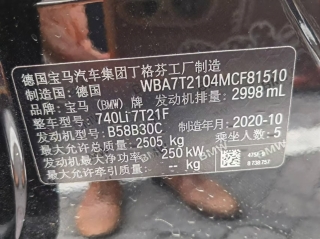 德国宝马汽车集团丁格芬工厂制造
制造国：德国 WBA7T2104MCF81510
品牌：宝马（BMW）牌 发动机排量：2998 mL
整车型号：740Li 7T21F
发动机型号：B58B30C 制造年月：2020-10
最大允许总质量：2505 kg 乘坐人数：5
发动机最大净功率：250 kW
最大允许牵引质量：-- kg